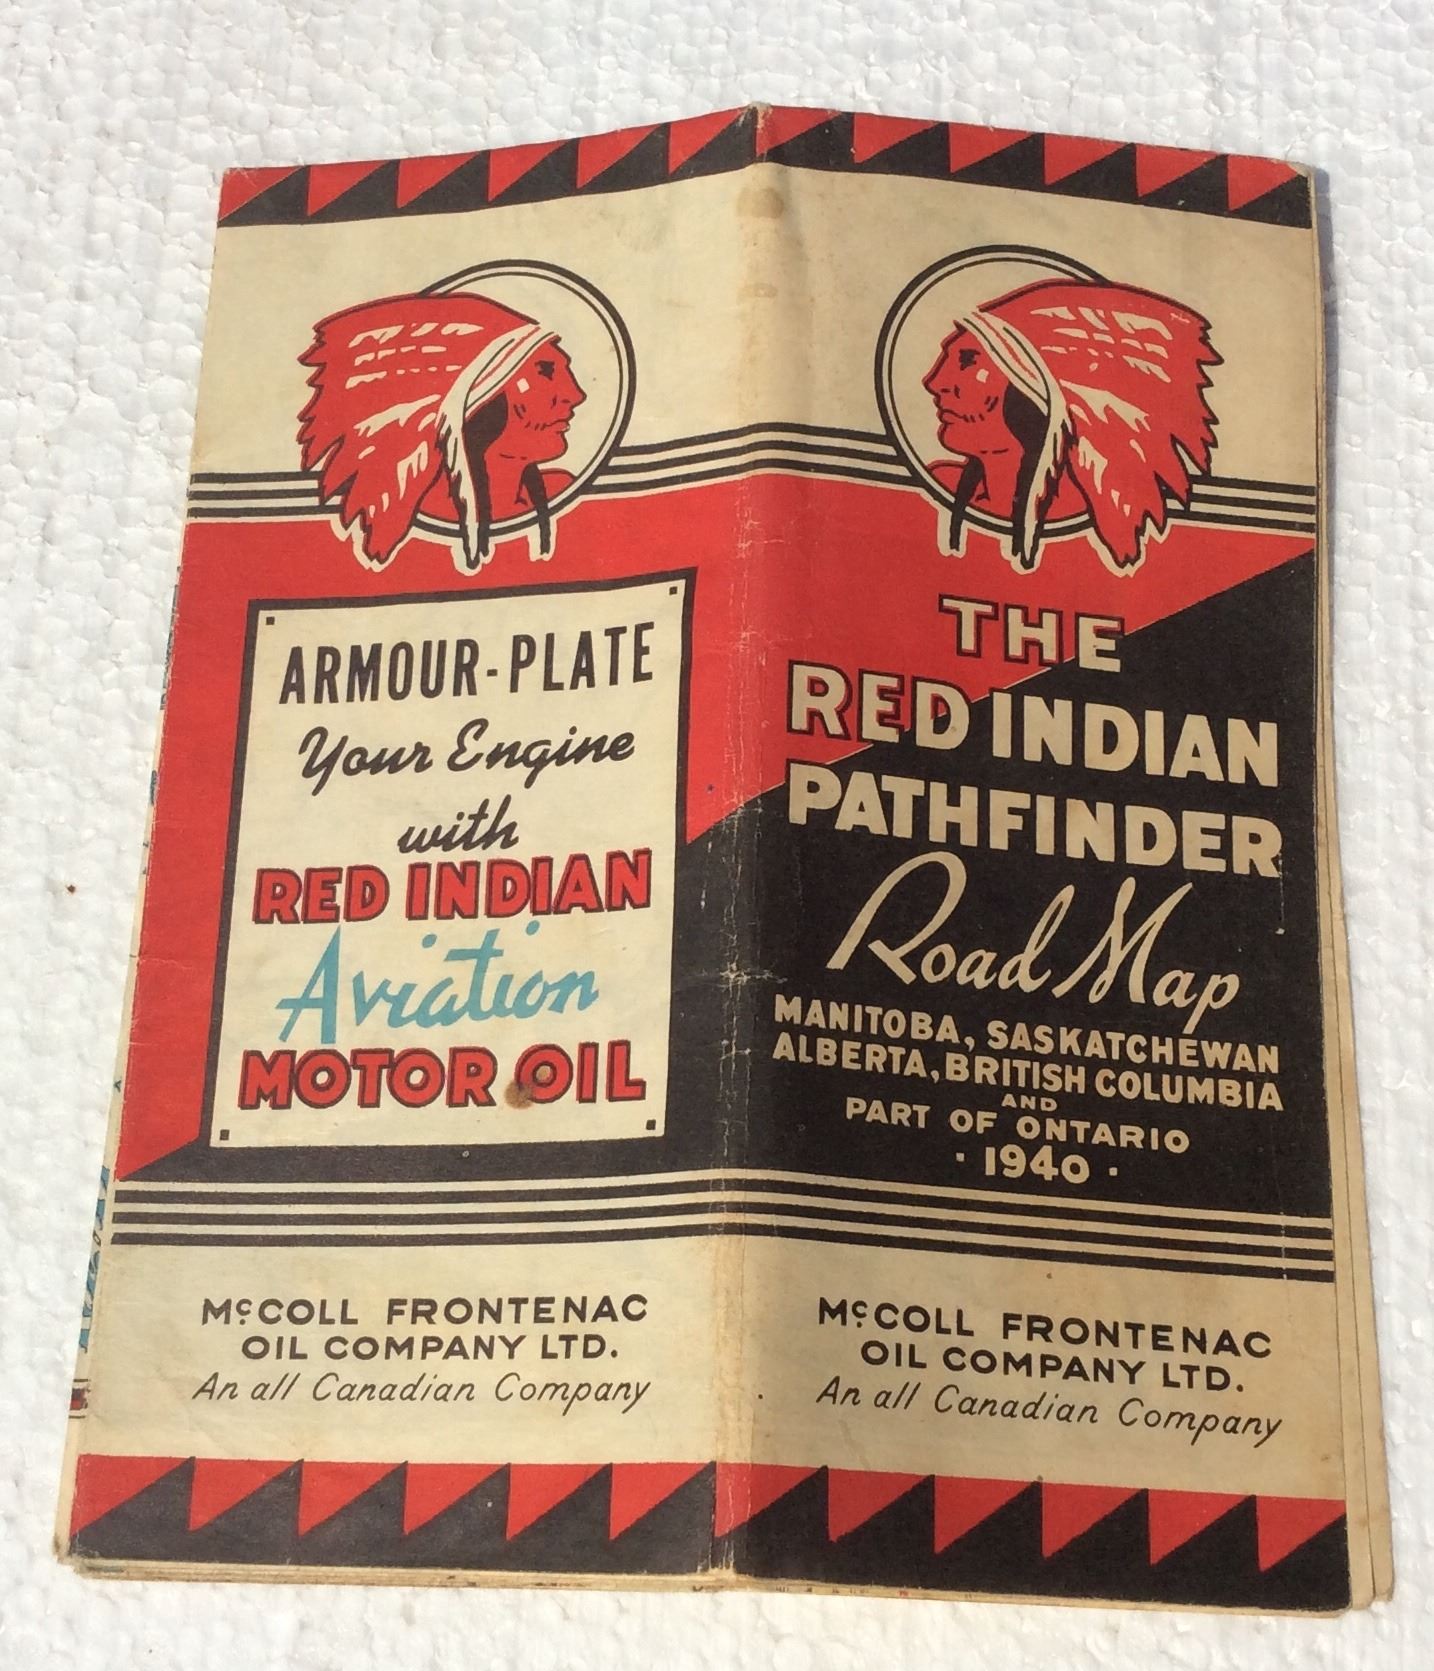 ARMOUR-PLATE
Your Engine
with
RED INDIAN
Aviation
MOTOR OIL
McCOLL FRONTENAC
OIL COMPANY LTD.
An all Canadian Company
THE
RED INDIAN
PATHFINDER
Road Map
MANITOBA, SASKATCHEWAN
ALBERTA, BRITISH COLUMBIA
AND
PART OF ONTARIO
· 1940 ·
McCOLL FRONTENAC
OIL COMPANY LTD.
An all Canadian Company